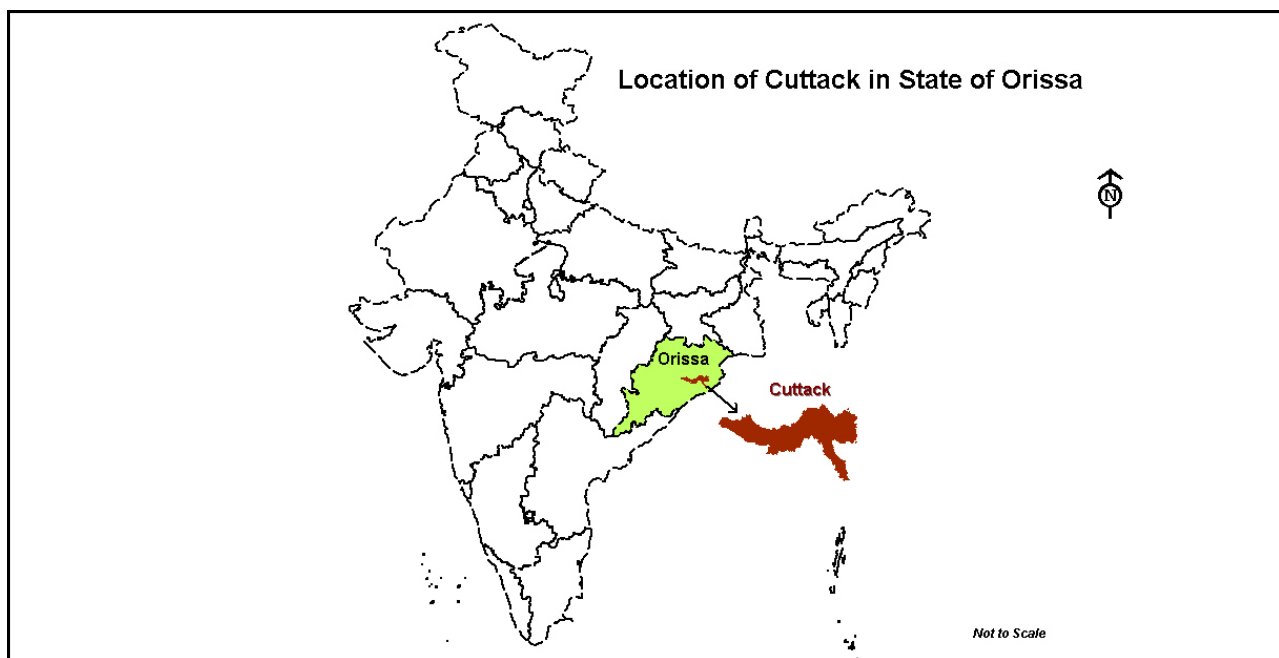 Location of Cuttack in State of Orissa
N
Orissa
Cuttack
Not to Scale